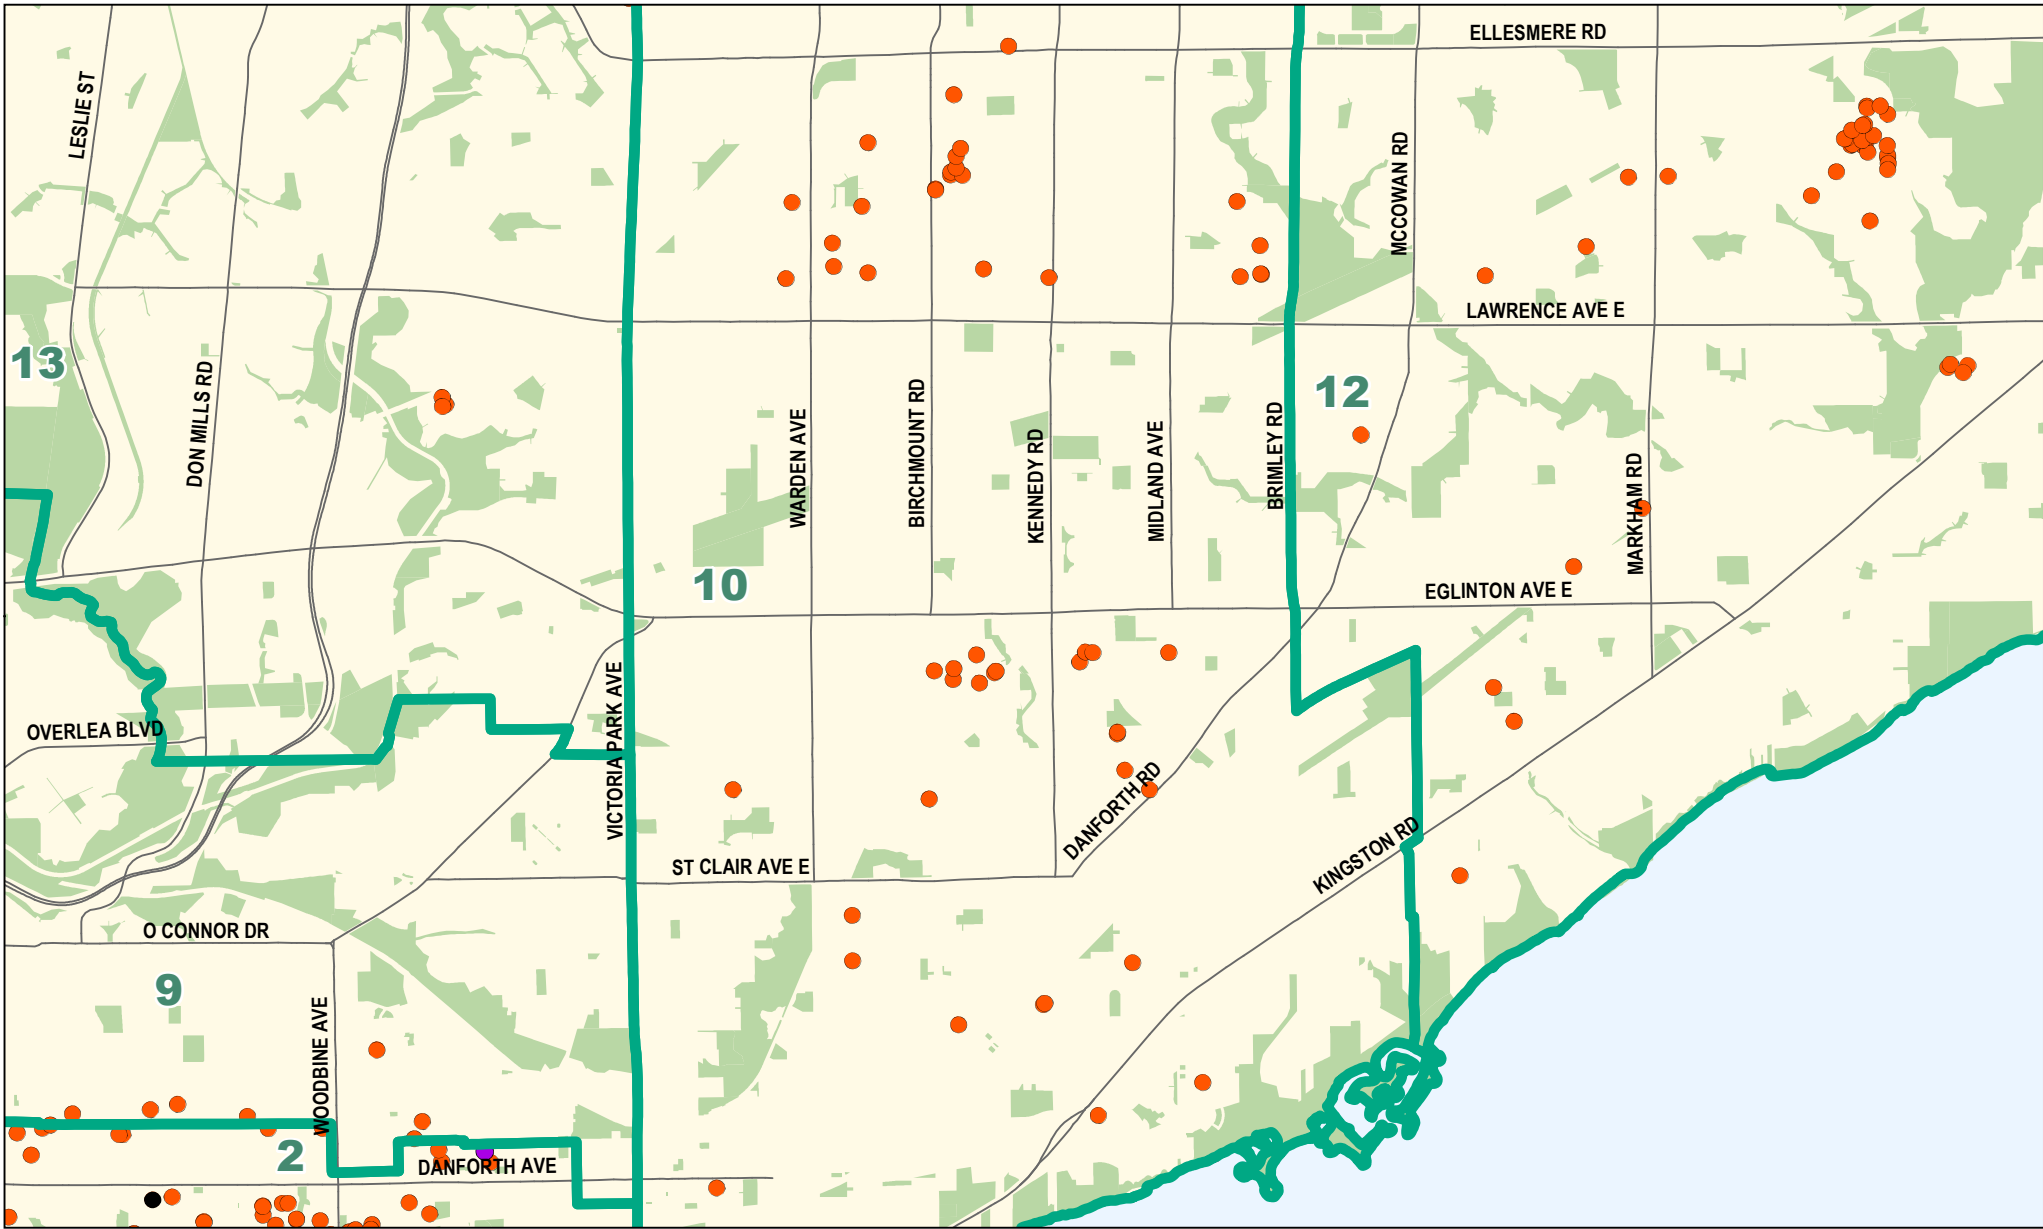 ELLESMERE RD
LESLIE ST
MCCOWAN RD
LAWRENCE AVE E
13
DON MILLS RD
12
WARDEN AVE
BIRCHMOUNT RD
KENNEDY RD
MIDLAND AVE
BRIMLEY RD
MARKHAM RD
10
EGLINTON AVE E
OVERLEA BLVD
VICTORIA PARK AVE
DANFORTH RD
KINGSTON RD
ST CLAIR AVE E
O CONNOR DR
9
WOODBINE AVE
2
DANFORTH AVE